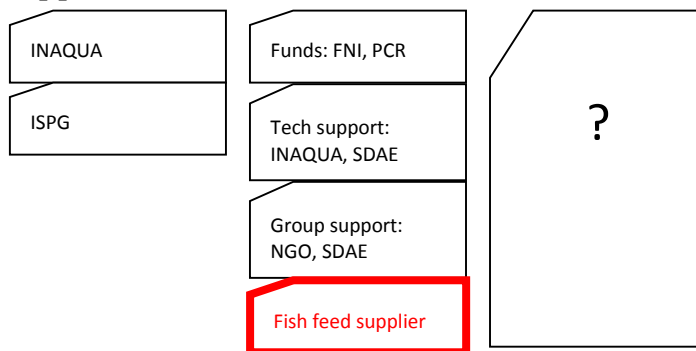 INAQUA
ISPG
Funds: FNI, PCR
Tech support:
INAQUA, SDAE
Group support:
NGO, SDAE
Fish feed supplier
?